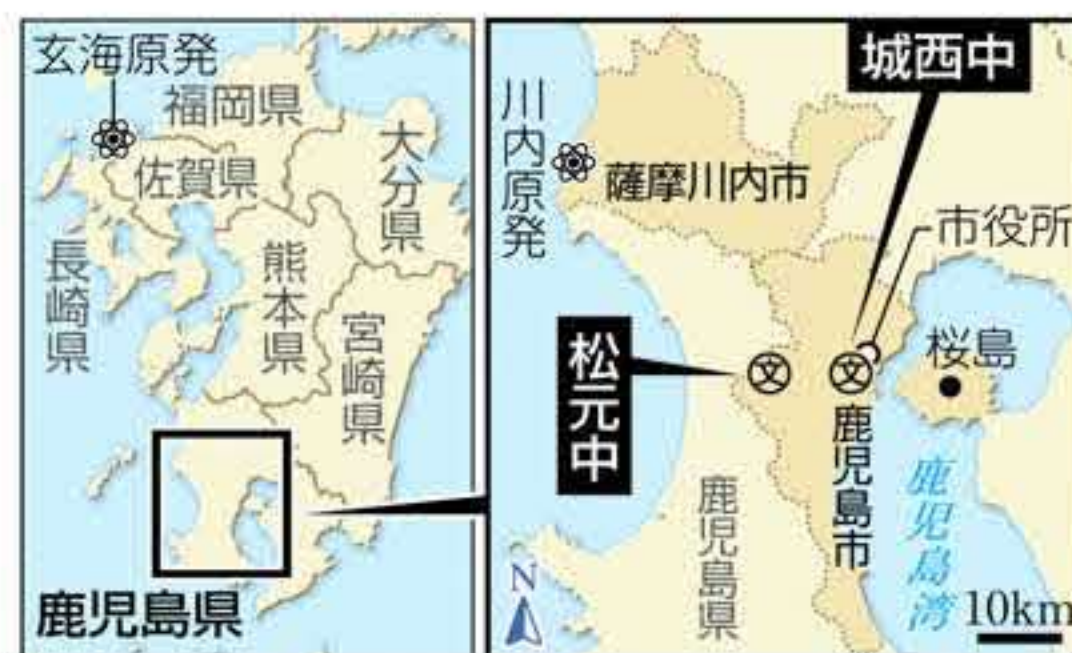 玄海原発
福岡県
佐賀県
大分県
長崎県
熊本県
宮崎県
鹿児島県
城西中
川内原発
薩摩川内市
市役所
桜島
松元中
文
文
鹿児島市
鹿児島県
鹿児島湾
N
10km